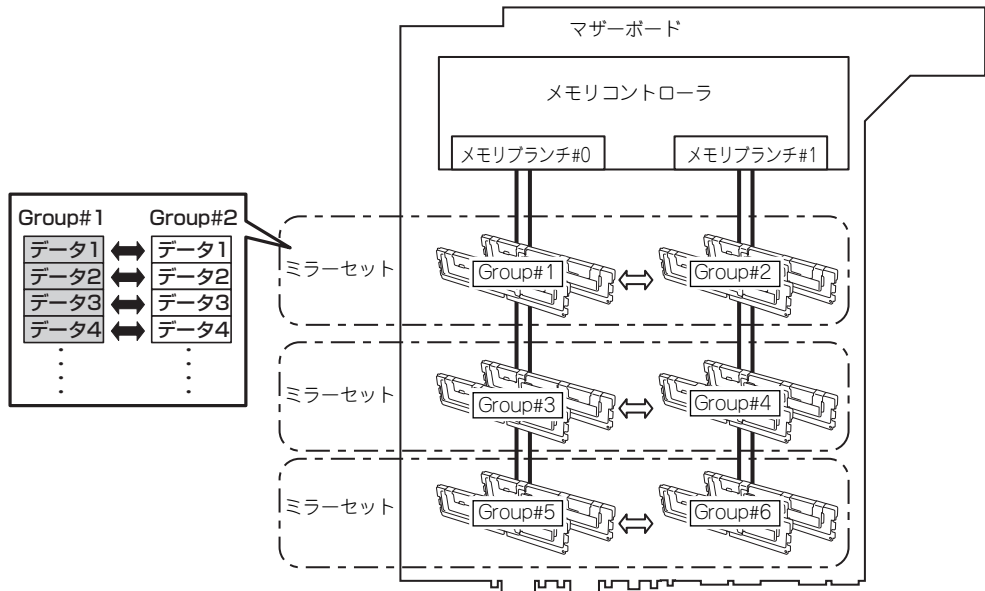 マザーボード
メモリコントローラ
メモリブランチ#0
メモリブランチ#1
Group#1
Group#2
データ1
データ1
データ2
データ2
データ3
データ3
データ4
データ4
ミラーセット
Group#1
Group#2
ミラーセット
Group#3
Group#4
ミラーセット
Group#5
Group#6